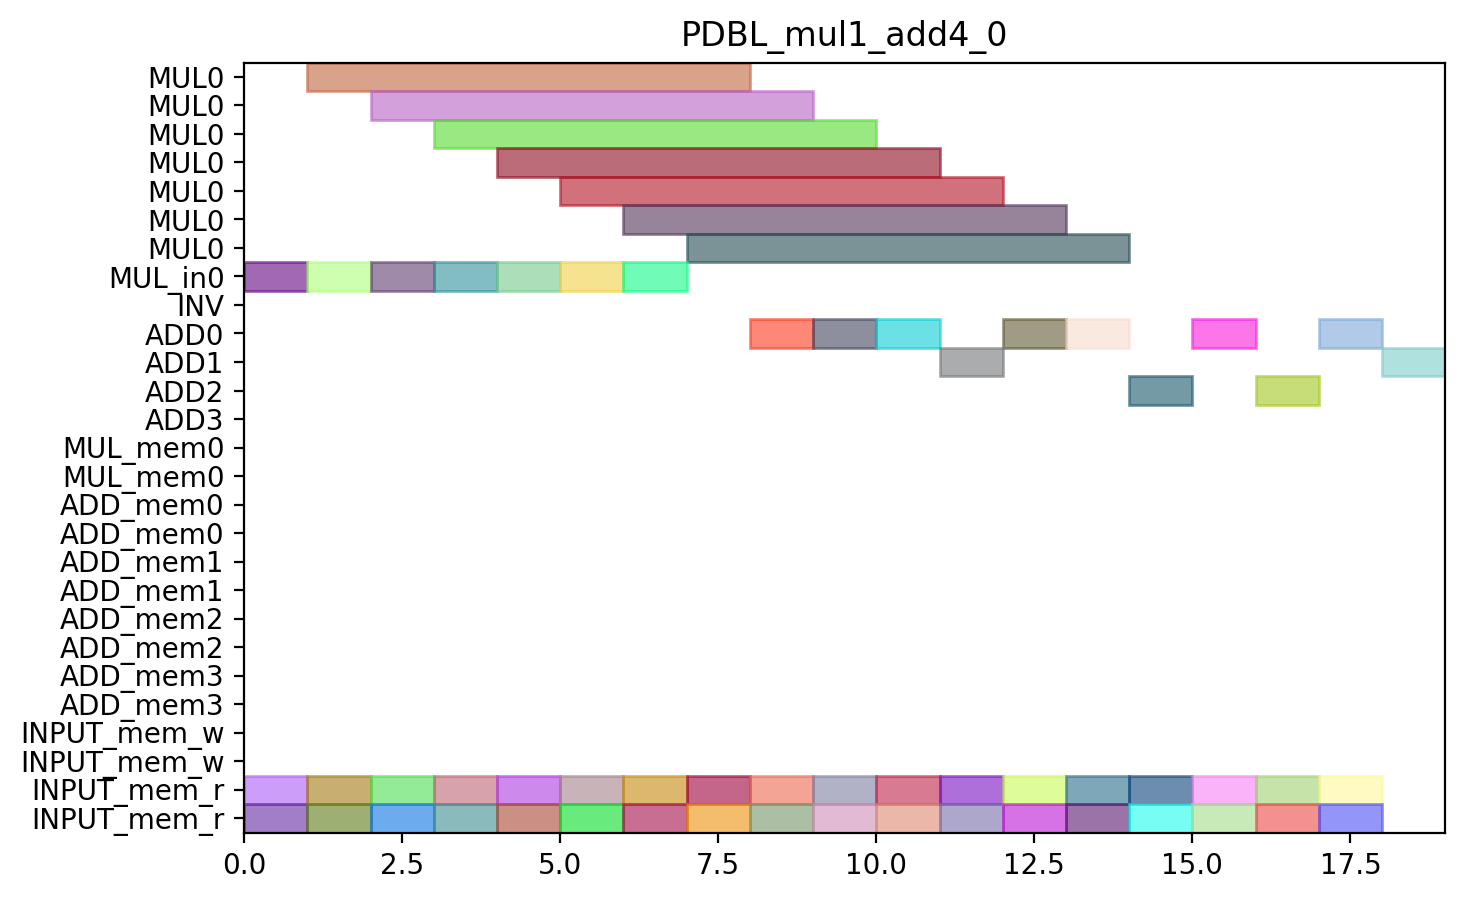 PDBL_mul1_add4_0
MUL0
MUL0
MUL0
MUL0
MUL0
MUL0
MUL0
MUL_in0
INV
ADD0
ADD1
ADD2
ADD3
MUL_mem0
MUL_mem0
ADD_mem0
ADD_mem0
ADD_mem1
ADD_mem1
ADD_mem2
ADD_mem2
ADD_mem3
ADD_mem3
INPUT_mem_w
INPUT_mem_w
INPUT_mem_r
INPUT_mem_r
0.0 2.5 5.0 7.5 10.0 12.5 15.0 17.5